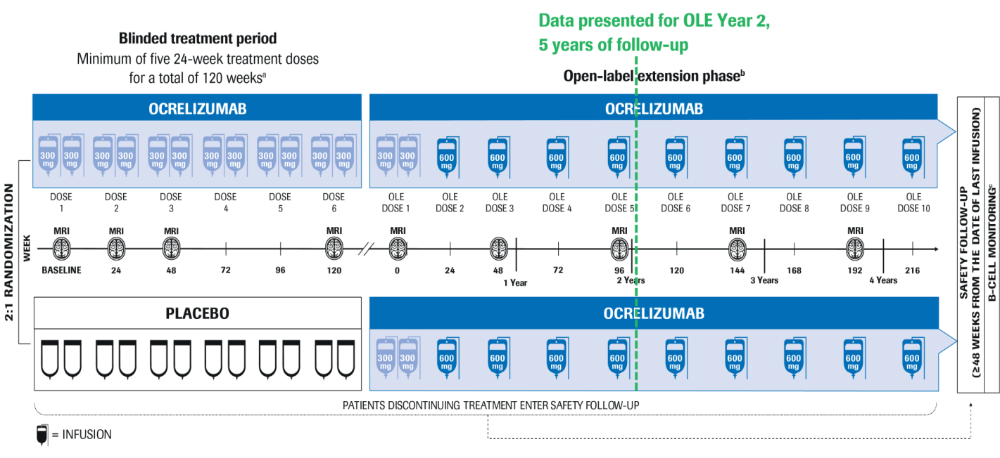 Data presented for OLE Year 2,
5 years of follow-up
Blinded treatment period
Minimum of five 24-week treatment doses
for a total of 120 weeksᵃ
Open-label extension phaseᵇ
OCRELIZUMAB
OCRELIZUMAB
300 mg 300 mg 300 mg 300 mg 300 mg 300 mg 300 mg 300 mg 300 mg 300 mg 300 mg 300 mg
300 mg 300 mg 600 mg 600 mg 600 mg 600 mg 600 mg 600 mg 600 mg 600 mg 600 mg
DOSE 1 DOSE 2 DOSE 3 DOSE 4 DOSE 5 DOSE 6
OLE DOSE 1 OLE DOSE 2 OLE DOSE 3 OLE DOSE 4 OLE DOSE 5 OLE DOSE 6 OLE DOSE 7 OLE DOSE 8 OLE DOSE 9 OLE DOSE 10
2:1 RANDOMIZATION
WEEK
MRI MRI MRI MRI MRI MRI MRI MRI
BASELINE 24 48 72 96 120 0 24 48 72 96 120 144 168 192 216
1 Year 2 Years 3 Years 4 Years
PLACEBO
OCRELIZUMAB
300 mg 300 mg 600 mg 600 mg 600 mg 600 mg 600 mg 600 mg 600 mg 600 mg 600 mg
SAFETY FOLLOW-UP
(≥48 WEEKS FROM THE DATE OF LAST INFUSION)
B-CELL MONITORINGᶜ
PATIENTS DISCONTINUING TREATMENT ENTER SAFETY FOLLOW-UP
= INFUSION